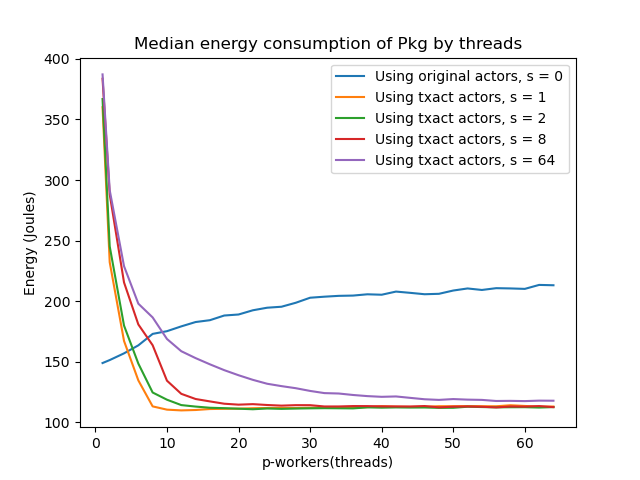 Median energy consumption of Pkg by threads
Energy (Joules)
400
350
300
250
200
150
100
Using original actors, s = 0
Using txact actors, s = 1
Using txact actors, s = 2
Using txact actors, s = 8
Using txact actors, s = 64
0 10 20 30 40 50 60
p-workers(threads)